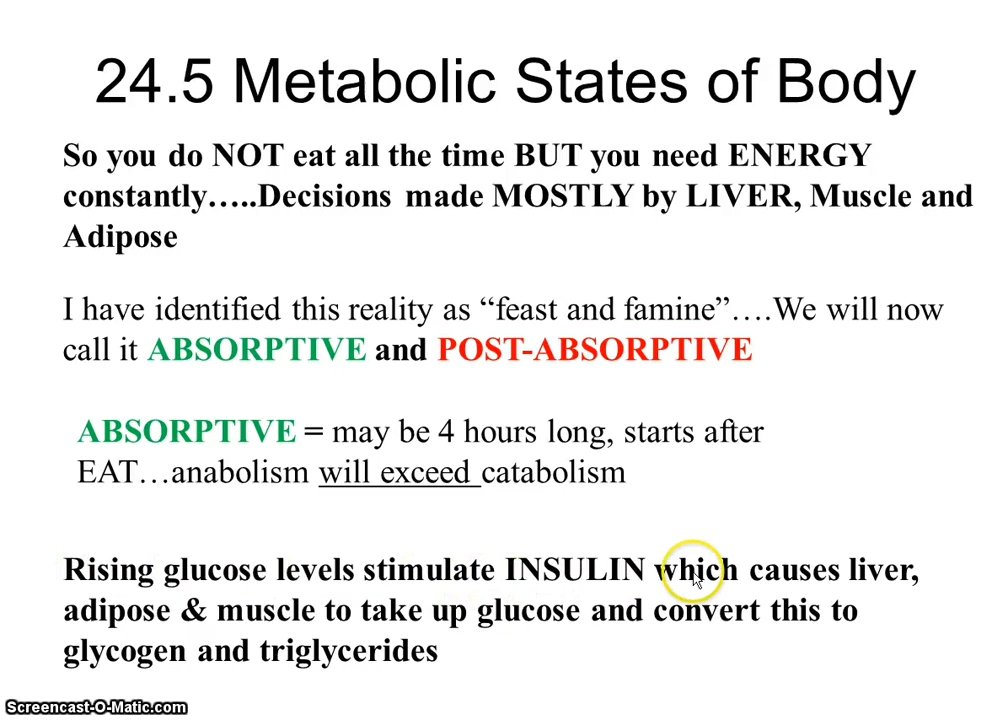 24.5 Metabolic States of Body
So you do NOT eat all the time BUT you need ENERGY
constantly…..Decisions made MOSTLY by LIVER, Muscle and
Adipose
I have identified this reality as “feast and famine”….We will now
call it ABSORPTIVE and POST-ABSORPTIVE
ABSORPTIVE = may be 4 hours long, starts after
EAT…anabolism will exceed catabolism
Rising glucose levels stimulate INSULIN which causes liver,
adipose & muscle to take up glucose and convert this to
glycogen and triglycerides
Screencast-O-Matic.com